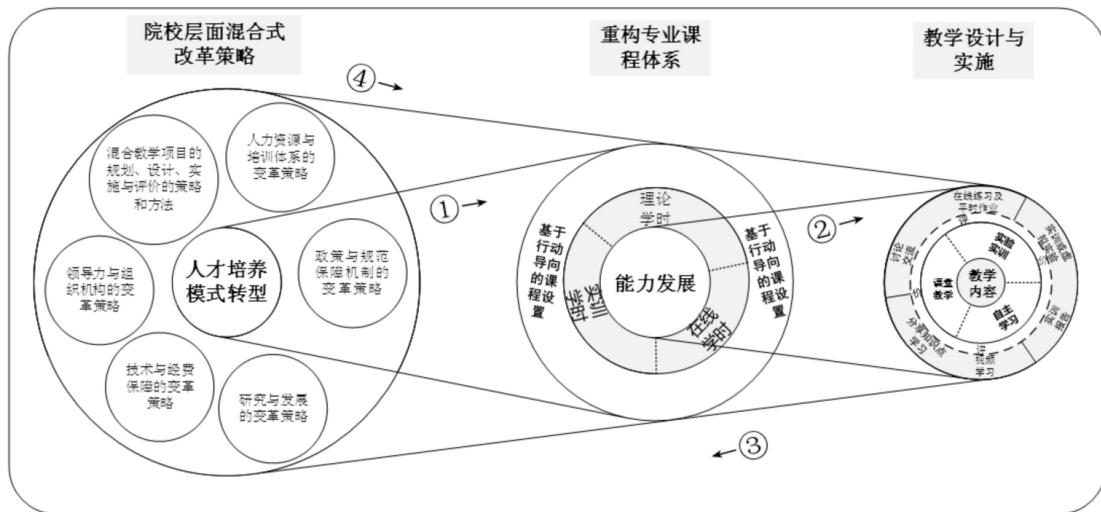 院校层面混合式
改革策略
重构专业课
程体系
教学设计与
实施
④
①
②
③
混合教学项目的
规划、设计、实
施与评价的策略
和方法
人力资源与
培训体系的
变革策略
领导力与组
织机构的变
革策略
人才培养
模式转型
政策与规范
保障机制的
变革策略
技术与经费
保障的变革
策略
研究与发展
的变革策略
基于
行动
导向
的课
程设
置
理论
学时
实训
学时
在线
学时
能力发展
基于
行动
导向
的课
程设
置
在线练习及
平时作业
讨论
交流
实训
报告
视频
学习
分享知识点
学习
评
评
实验
实训
课堂
教学
自主
学习
教学
内容